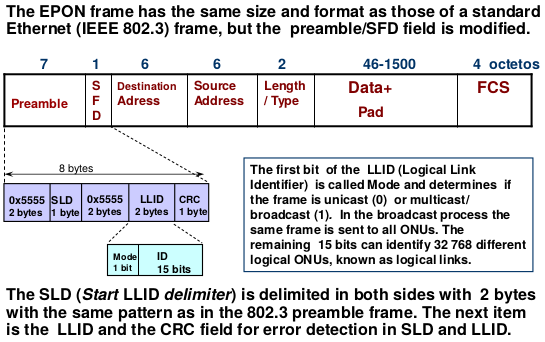 The EPON frame has the same size and format as those of a standard
Ethernet (IEEE 802.3) frame, but the preamble/SFD field is modified.
7 1 6 6 2 46-1500 4 octetos
Preamble
S
F
D
Destination
Adress
Source
Address
Length
/ Type
Data+
Pad
FCS
8 bytes
0x5555
2 bytes
SLD
1 byte
0x5555
2 bytes
LLID
2 bytes
CRC
1 byte
Mode
1 bit
ID
15 bits
The first bit of the LLID (Logical Link
Identifier) is called Mode and determines if
the frame is unicast (0) or multicast/
broadcast (1). In the broadcast process the
same frame is sent to all ONUs. The
remaining 15 bits can identify 32 768 different
logical ONUs, known as logical links.
The SLD (Start LLID delimiter) is delimited in both sides with 2 bytes
with the same pattern as in the 802.3 preamble frame. The next item
is the LLID and the CRC field for error detection in SLD and LLID.